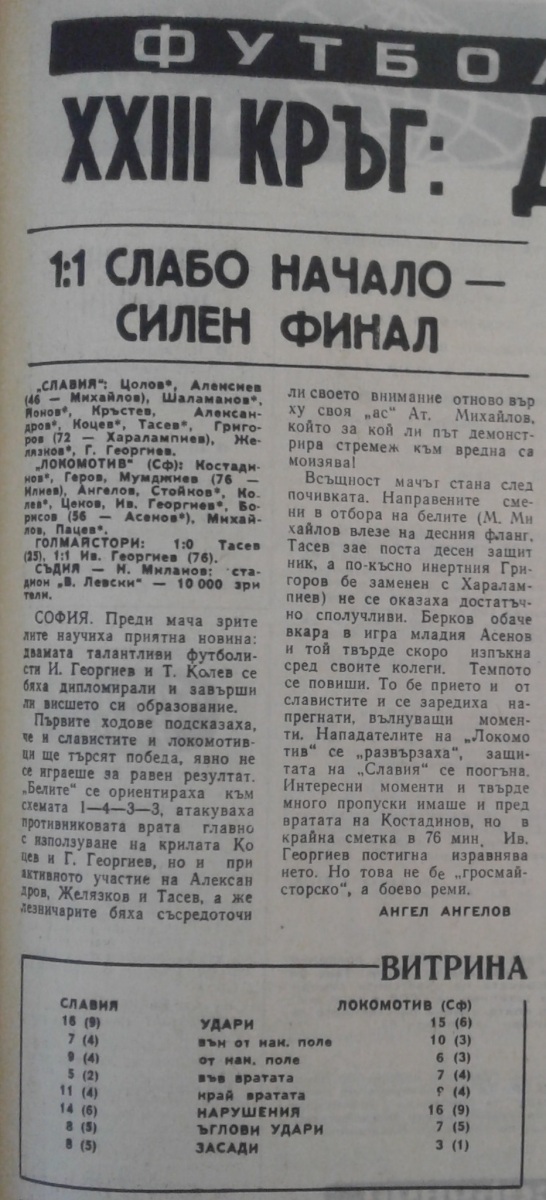 ФУТБОЛ
XXIII КРЪГ:
1:1 СЛАБО НАЧАЛО —
СИЛЕН ФИНАЛ
„СЛАВИЯ": Цолов*, Алексиев
(46 — Михайлов), Шаламанов*,
Йонов*, Кръстев, Алексан-
дров*, Коцев*, Тасев*, Григо-
ров (72 — Харалампиев), Же-
лязков*, Г. Георгиев.
„ЛОКОМОТИВ" (Сф): Костади-
нов*, Геров, Мумджиев (76 —
Илиев), Ангелов, Стойков*, Ко-
лев*, Ценов, Ив. Георгиев*, Бо-
рисов (56 — Асенов*), Михай-
лов, Пацев*.
ГОЛМАЙСТОРИ: 1:0 Тасев
(25), 1:1 Ив. Георгиев (76).
СЪДИЯ — Н. Миланов: ста-
дион „В. Левски" — 10 000 зри
тели.
СОФИЯ. Преди мача зрите
лите научиха приятна новина:
двамата талантливи футболи-
сти И. Георгиев и Т. Колев се
бяха дипломирали и завърши
ли висшето си образование.
Първите ходове подсказаха,
че и славистите и локомотив-
ци ще търсят победа, явно не
се играеше за равен резултат.
„Белите" се ориентираха към
схемата 1—4—3—3, атакуваха
противниковата врата главно
с използуване на крилата Ко
цев и Г. Георгиев, но и при
активното участие на Алексан
дров, Желязков и Тасев, а же
лезничарите бяха съсредоточи
ли своето внимание отново вър
ху своя „ас" Ат. Михайлов,
който за кой ли път демонст-
рира стремеж към вредна са
моизява!
Всъщност мачът стана след
почивката. Направените сме-
ни в отбора на белите (М. Ми
хайлов влезе на десния фланг,
Тасев зае поста десен защит
ник, а по-късно инертния Гри-
горов бе заменен с Харалам-
пиев) не се оказаха достатъч-
но сполучливи. Берков обаче
вкара в игра младия Асенов
и той твърде скоро изпъкна
сред своите колеги. Темпото
се повиши. То бе прието и от
славистите и се заредиха на-
прегнати, вълнуващи момен-
ти. Нападателите на „Локомо
тив" се „развързаха", защи-
тата на „Славия" се поогъна.
Интересни моменти и твърде
много пропуски имаше и пред
вратата на Костадинов, но в
крайна сметка в 76 мин. Ив.
Георгиев постигна изравнява
нето. Но това не бе „гросмай-
сторско", а боево реми.
АНГЕЛ АНГЕЛОВ
ВИТРИНА
СЛАВИЯ ЛОКОМОТИВ (Сф)
16 (9) УДАРИ 15 (6)
7 (4) вън от нак. поле 10 (3)
9 (4) от нак. поле 6 (3)
5 (2) във вратата 7 (4)
11 (4) край вратата (4)
14 (6) НАРУШЕНИЯ 16 (9)
8 (5) ЪГЛОВИ УДАРИ 7 (5)
8 (5) ЗАСАДИ 3 (1)